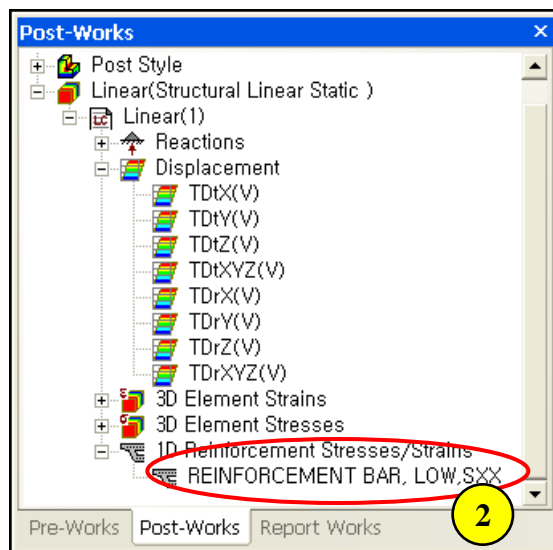 Post-Works
Post Style
Linear(Structural Linear Static )
Linear(1)
Reactions
Displacement
TDtX(V)
TDtY(V)
TDtZ(V)
TDtXYZ(V)
TDrX(V)
TDrY(V)
TDrZ(V)
TDrXYZ(V)
3D Element Strains
3D Element Stresses
1D Reinforcement Stresses/Strains
REINFORCEMENT BAR, LOW,SXX
2
Pre-Works Post-Works Report Works